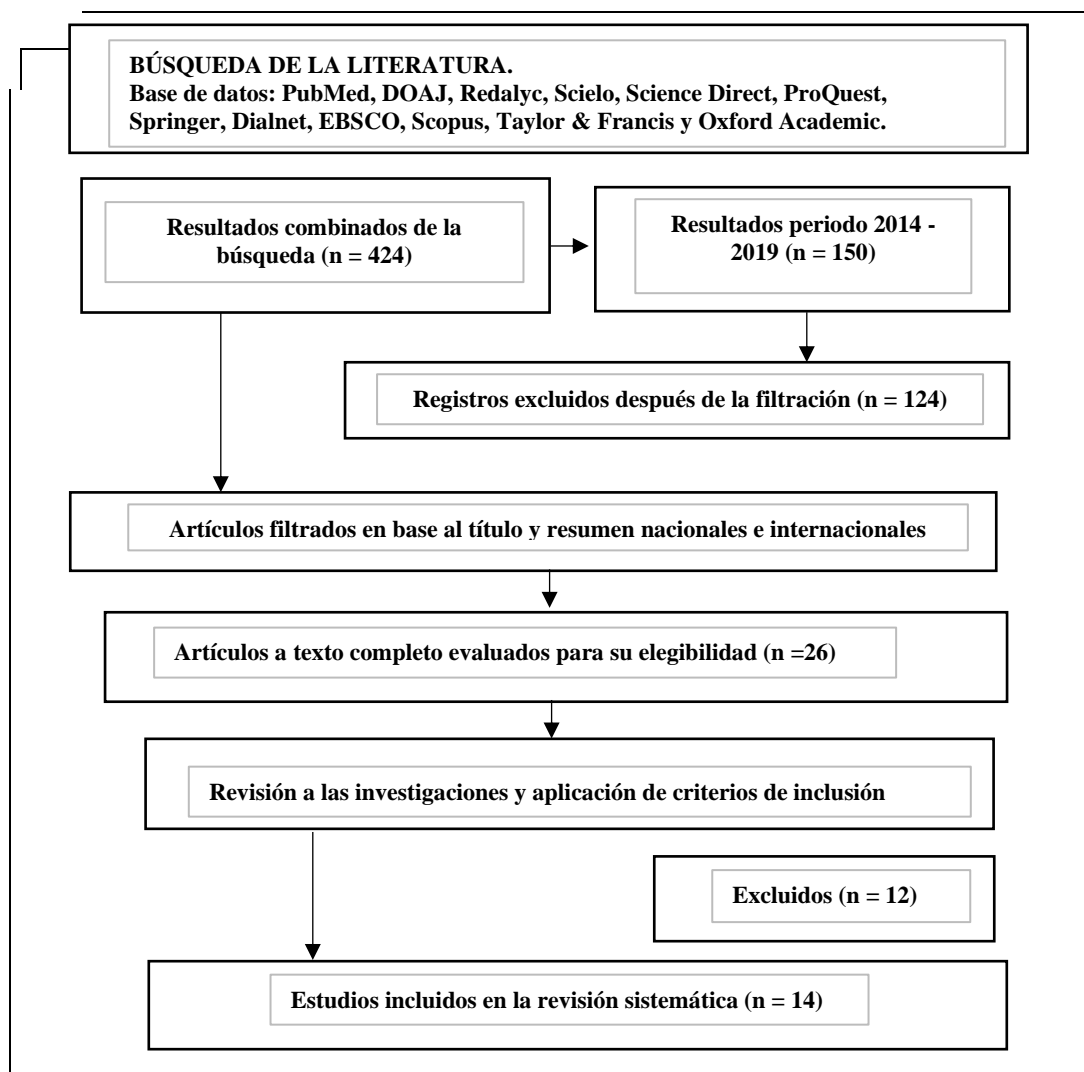 BÚSQUEDA DE LA LITERATURA.
Base de datos: PubMed, DOAJ, Redalyc, Scielo, Science Direct, ProQuest,
Springer, Dialnet, EBSCO, Scopus, Taylor & Francis y Oxford Academic.
Resultados combinados de la
búsqueda (n = 424)
Resultados periodo 2014 -
2019 (n = 150)
Registros excluidos después de la filtración (n = 124)
Artículos filtrados en base al título y resumen nacionales e internacionales
Artículos a texto completo evaluados para su elegibilidad (n =26)
Revisión a las investigaciones y aplicación de criterios de inclusión
Excluidos (n = 12)
Estudios incluidos en la revisión sistemática (n = 14)